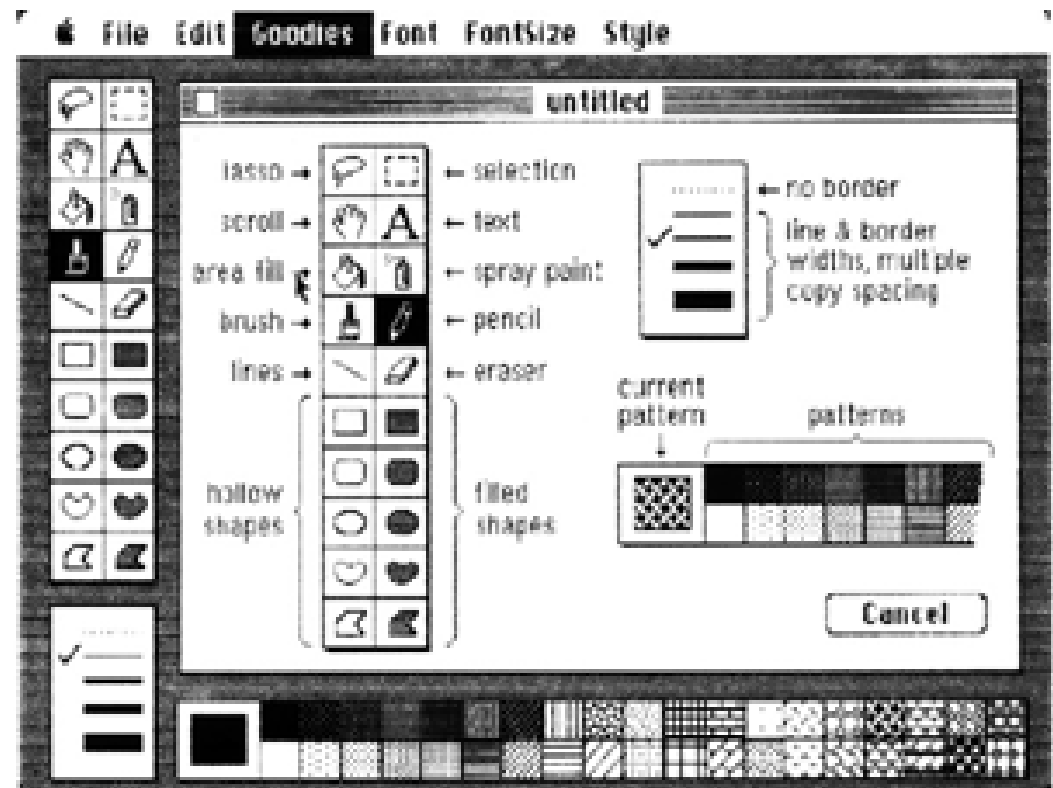 File Edit Goodies Font FontSize Style
untitled
lasso
selection
scroll
text
area fill
spray paint
brush
pencil
lines
eraser
hollow
shapes
filled
shapes
no border
line & border
widths, multiple
copy spacing
current
pattern
patterns
Cancel